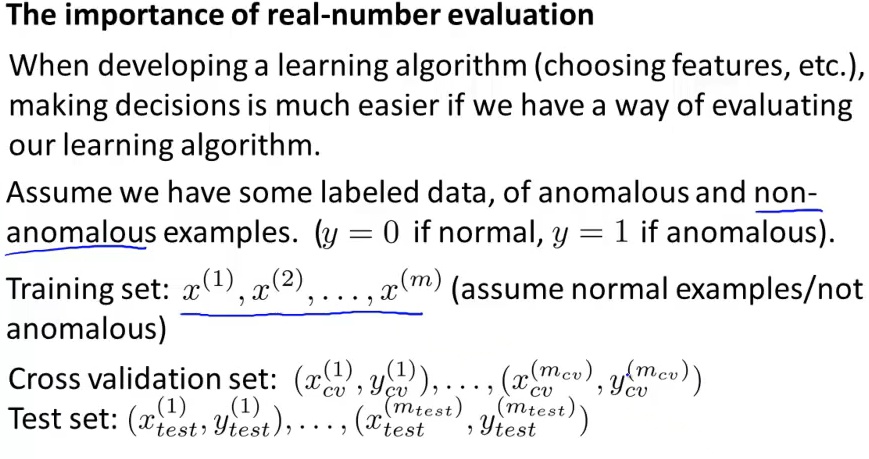 The importance of real-number evaluation
When developing a learning algorithm (choosing features, etc.),
making decisions is much easier if we have a way of evaluating
our learning algorithm.
Assume we have some labeled data, of anomalous and non-
anomalous examples. (y = 0 if normal, y = 1 if anomalous).
Training set: x^{(1)}, x^{(2)}, . . . , x^{(m)} (assume normal examples/not
anomalous)
Cross validation set: (x_{cv}^{(1)}, y_{cv}^{(1)}), . . . , (x_{cv}^{(m_{cv})}, y_{cv}^{(m_{cv})})
Test set: (x_{test}^{(1)}, y_{test}^{(1)}), . . . , (x_{test}^{(m_{test})}, y_{test}^{(m_{test})})